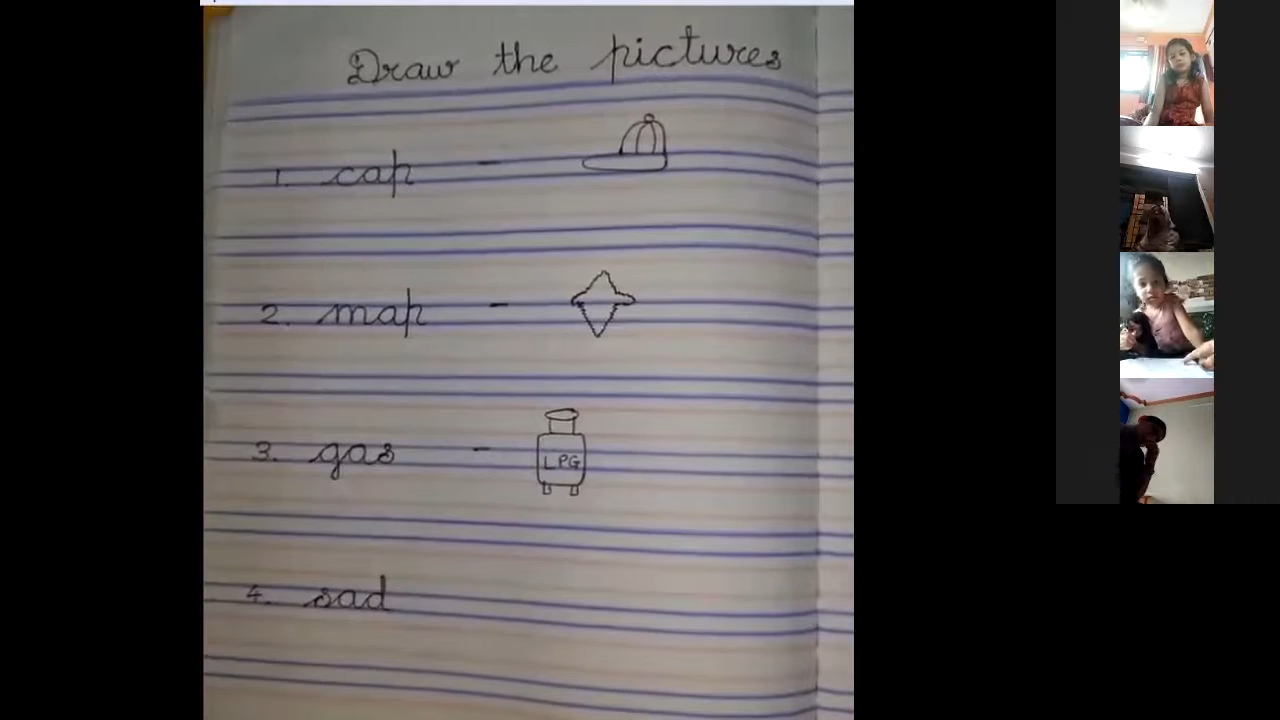 Draw the pictures
1. cap -
2. map -
3. gas - LPG
4. sad